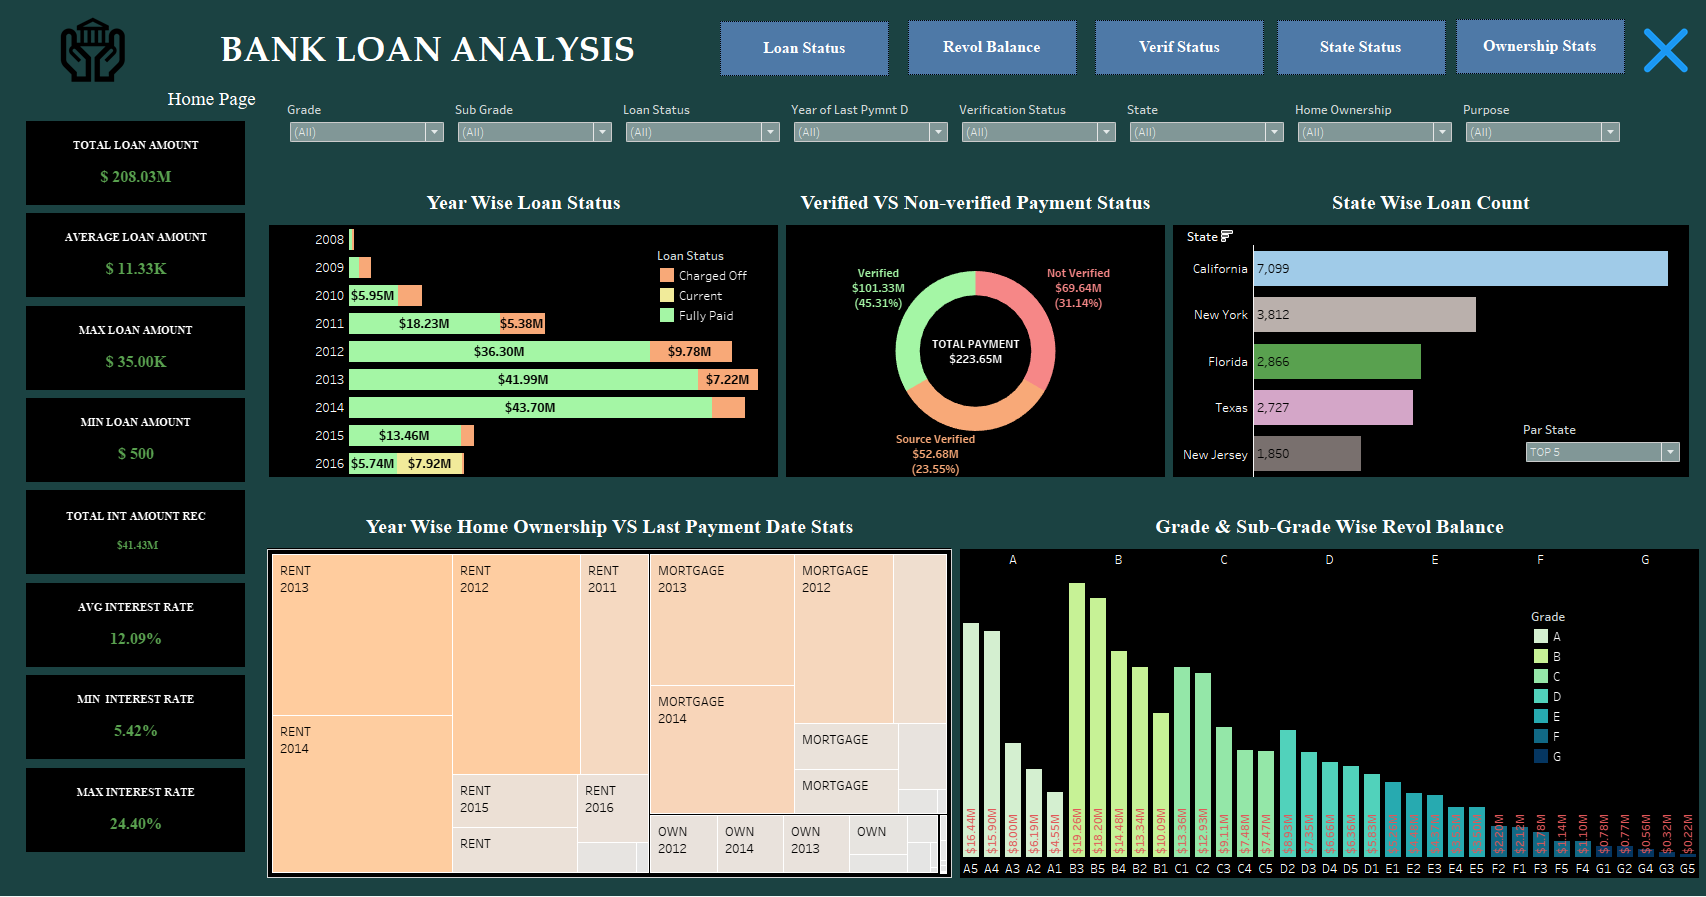 BANK LOAN ANALYSIS
Loan Status
Revol Balance
Verif Status
State Status
Ownership Stats
Home Page
Grade
Sub Grade
Loan Status
Year of Last Pymnt D
Verification Status
State
Home Ownership
Purpose
(All)
(All)
(All)
(All)
(All)
(All)
(All)
(All)
TOTAL LOAN AMOUNT
$ 208.03M
AVERAGE LOAN AMOUNT
$ 11.33K
MAX LOAN AMOUNT
$ 35.00K
MIN LOAN AMOUNT
$ 500
TOTAL INT AMOUNT REC
$41.43M
AVG INTEREST RATE
12.09%
MIN INTEREST RATE
5.42%
MAX INTEREST RATE
24.40%
Year Wise Loan Status
2008
2009
2010 $5.95M
2011 $18.23M $5.38M
2012 $36.30M $9.78M
2013 $41.99M $7.22M
2014 $43.70M
2015 $13.46M
2016 $5.74M $7.92M
Loan Status
Charged Off
Current
Fully Paid
Verified VS Non-verified Payment Status
Verified
$101.33M
(45.31%)
Not Verified
$69.64M
(31.14%)
TOTAL PAYMENT
$223.65M
Source Verified
$52.68M
(23.55%)
State Wise Loan Count
State
California 7,099
New York 3,812
Florida 2,866
Texas 2,727
New Jersey 1,850
Par State
TOP 5
Year Wise Home Ownership VS Last Payment Date Stats
RENT
2013
RENT
2014
RENT
2012
RENT
2011
RENT
2015
RENT
2016
RENT
MORTGAGE
2013
MORTGAGE
2014
MORTGAGE
2012
MORTGAGE
MORTGAGE
OWN
2012
OWN
2014
OWN
2013
OWN
Grade & Sub-Grade Wise Revol Balance
A B C D E F G
Grade
A
B
C
D
E
F
G
$16.44M
$15.90M
$8.00M
$6.19M
$4.55M
$19.26M
$18.20M
$14.48M
$13.34M
$10.09M
$13.36M
$12.93M
$9.11M
$7.48M
$7.47M
$8.93M
$7.35M
$6.66M
$6.36M
$5.83M
$2.12M
$1.78M
$1.14M
$1.10M
$0.78M
$0.77M
$0.56M
$0.32M
$0.22M
A5 A4 A3 A2 A1 B3 B5 B4 B2 B1 C1 C2 C3 C4 C5 D2 D3 D4 D5 D1 E1 E2 E3 E4 E5 F2 F1 F3 F5 F4 G1 G2 G4 G3 G5